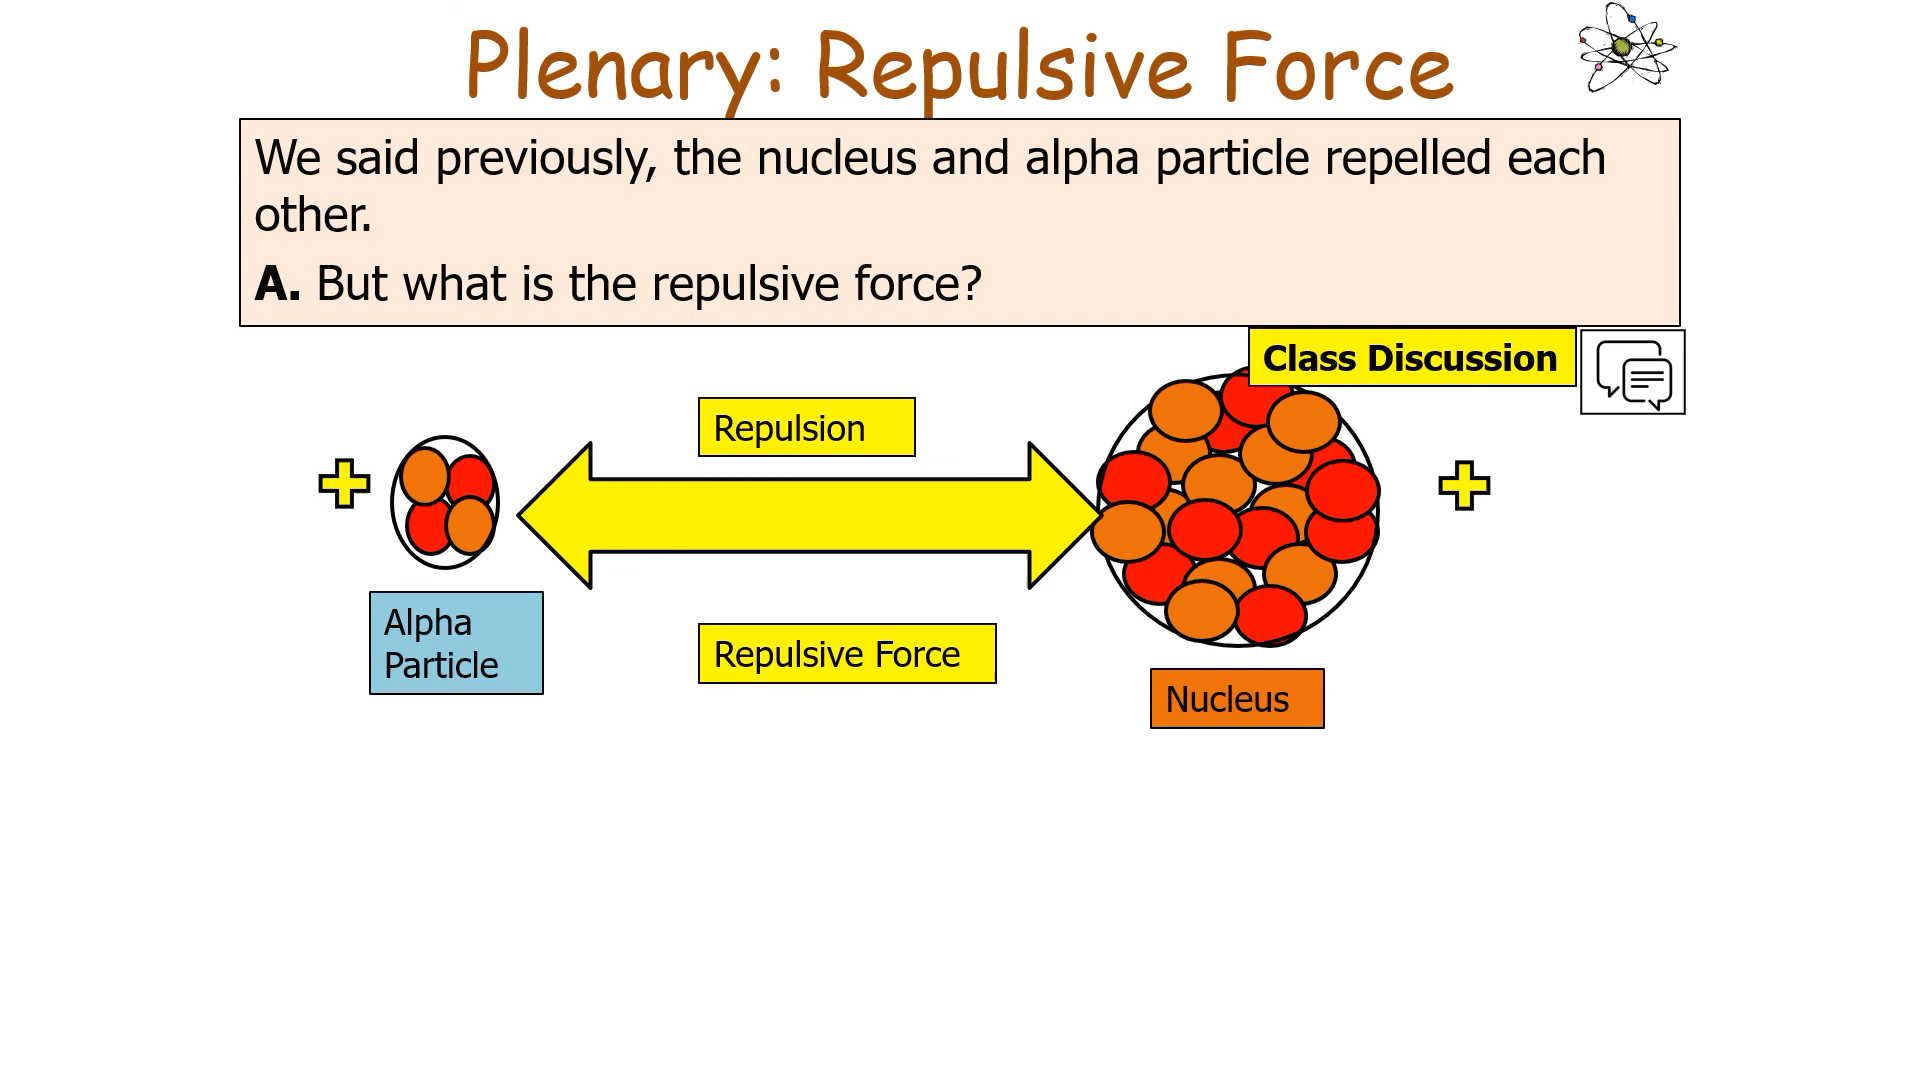 Plenary: Repulsive Force
We said previously, the nucleus and alpha particle repelled each
other.
A. But what is the repulsive force?
Class Discussion
Repulsion
Alpha
Particle
Repulsive Force
Nucleus